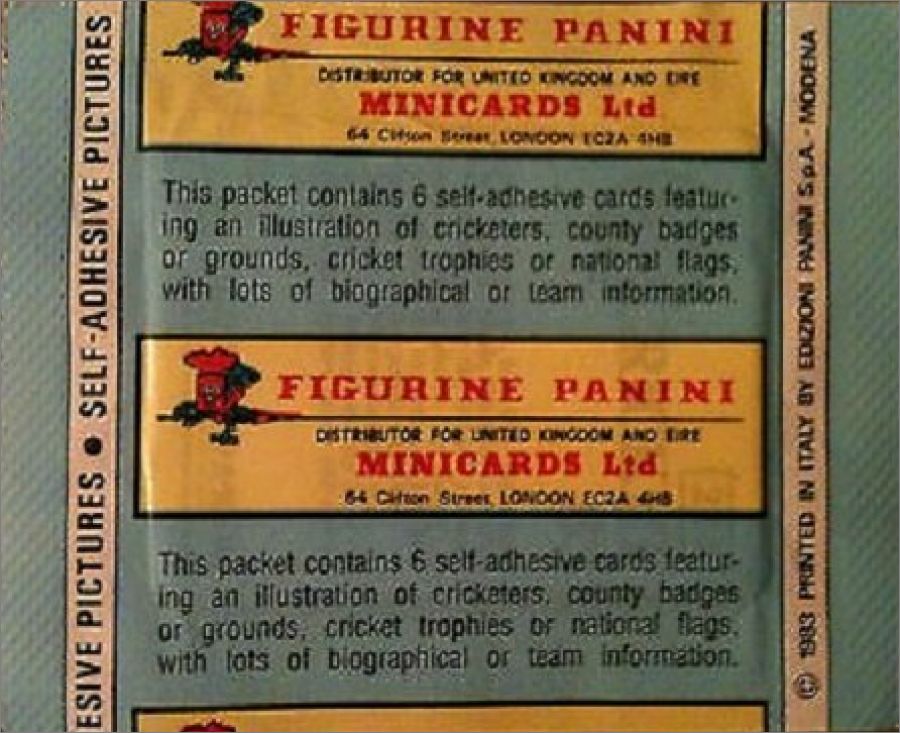 FIGURINE PANINI
DISTRIBUTOR FOR UNITED KINGDOM AND EIRE
MINICARDS Ltd
64 Clifton Street, LONDON EC2A 4HB
This packet contains 6 self-adhesive cards featur-
ing an illustration of cricketers, county badges
or grounds, cricket trophies or national flags,
with lots of biographical or team information.
FIGURINE PANINI
DISTRIBUTOR FOR UNITED KINGDOM AND EIRE
MINICARDS Ltd
64 Clifton Street, LONDON EC2A 4HB
This packet contains 6 self-adhesive cards featur-
ing an illustration of cricketers, county badges
or grounds, cricket trophies or national flags,
with lots of biographical or team information.
ESIVE PICTURES ● SELF-ADHESIVE PICTURES
© 1983 PRINTED IN ITALY BY EDIZIONI PANINI S.p.A. - MODENA